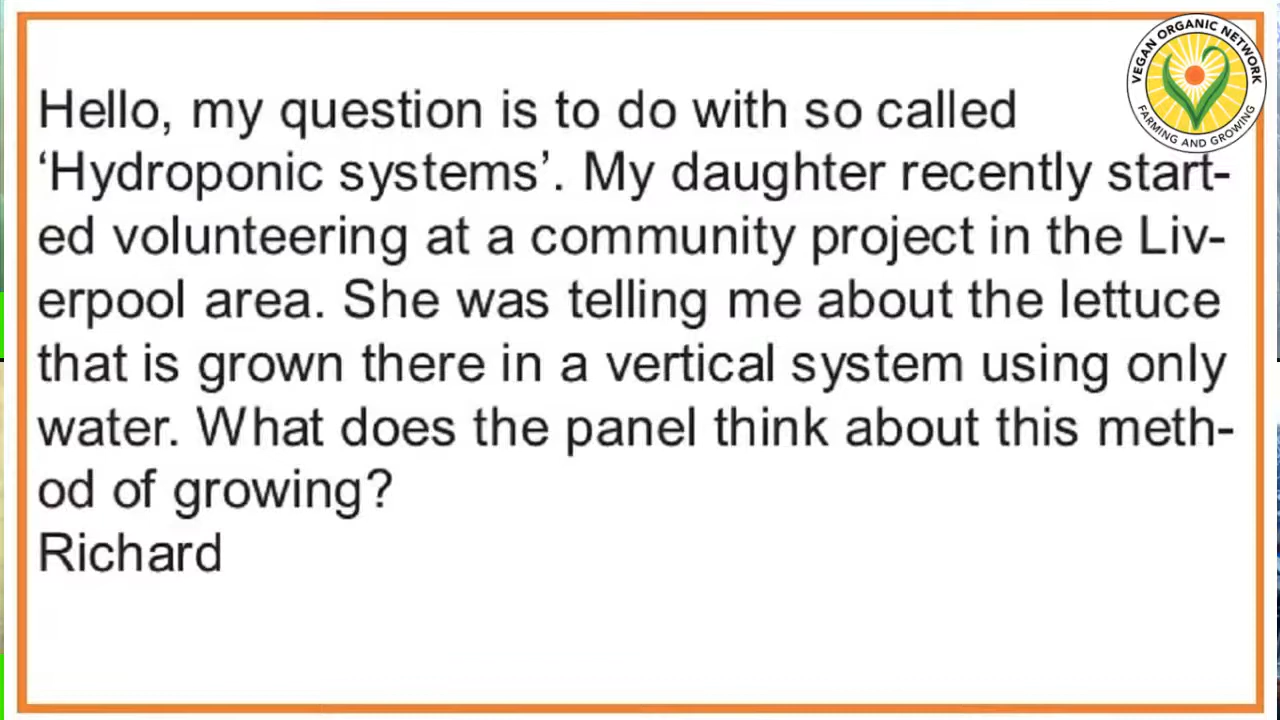 VEGAN ORGANIC NETWORK
FARMING AND GROWING
Hello, my question is to do with so called
‘Hydroponic systems’. My daughter recently start-
ed volunteering at a community project in the Liv-
erpool area. She was telling me about the lettuce
that is grown there in a vertical system using only
water. What does the panel think about this meth-
od of growing?
Richard